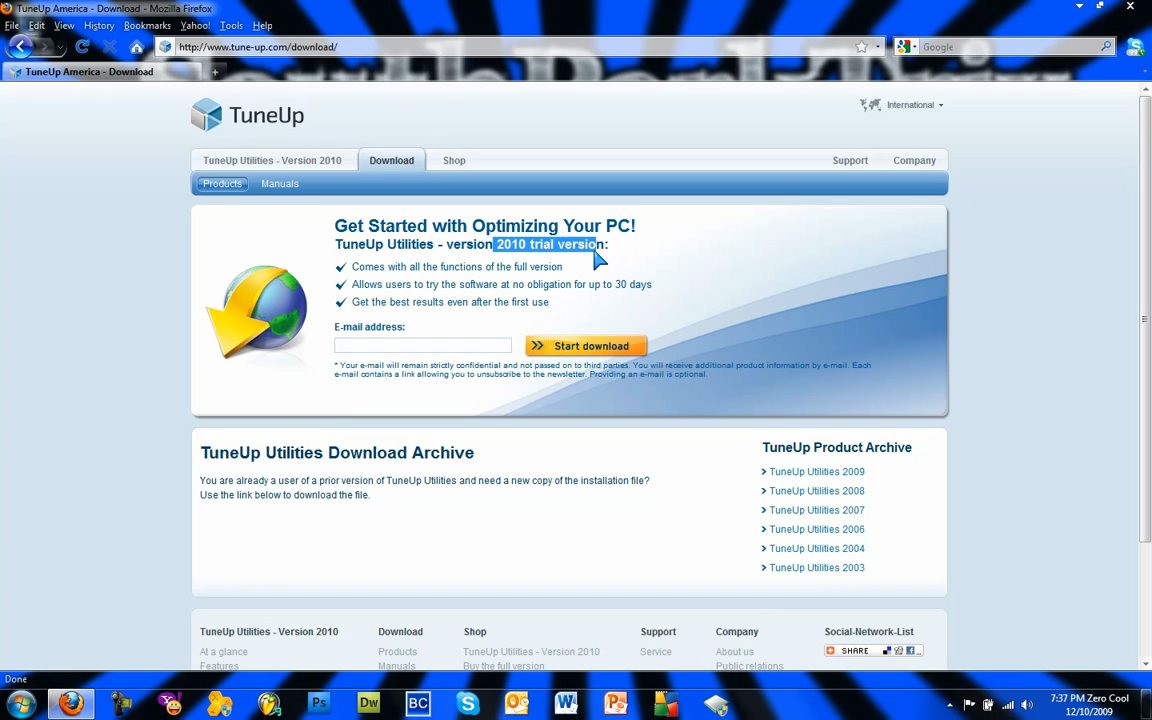 TuneUp America - Download - Mozilla Firefox
File Edit View History Bookmarks Yahoo! Tools Help
http://www.tune-up.com/download/
Google
TuneUp America - Download
TuneUp
International
TuneUp Utilities - Version 2010 Download Shop Support Company
Products Manuals
Get Started with Optimizing Your PC!
TuneUp Utilities - version 2010 trial version:
Comes with all the functions of the full version
Allows users to try the software at no obligation for up to 30 days
Get the best results even after the first use
E-mail address:
Start download
* Your e-mail will remain strictly confidential and not passed on to third parties. You will receive additional product information by e-mail. Each
e-mail contains a link allowing you to unsubscribe to the newsletter. Providing an e-mail is optional.
TuneUp Utilities Download Archive
You are already a user of a prior version of TuneUp Utilities and need a new copy of the installation file?
Use the link below to download the file.
TuneUp Product Archive
TuneUp Utilities 2009
TuneUp Utilities 2008
TuneUp Utilities 2007
TuneUp Utilities 2006
TuneUp Utilities 2004
TuneUp Utilities 2003
TuneUp Utilities - Version 2010 Download Shop Support Company Social-Network-List
At a glance Products TuneUp Utilities 2010 Service About us SHARE
Features Manuals Buy the full version Public relations
Done
Ps Dw BC S W P
7:37 PM Zero Cool
12/10/2009